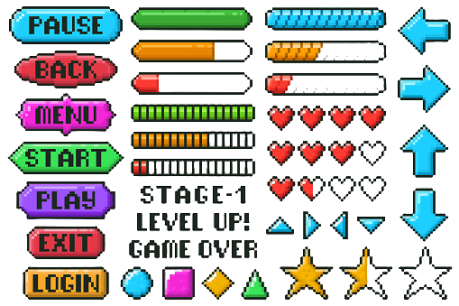 PAUSE
BACK
MENU
START
PLAY
EXIT
LOGIN
STAGE-1
LEVEL UP!
GAME OVER